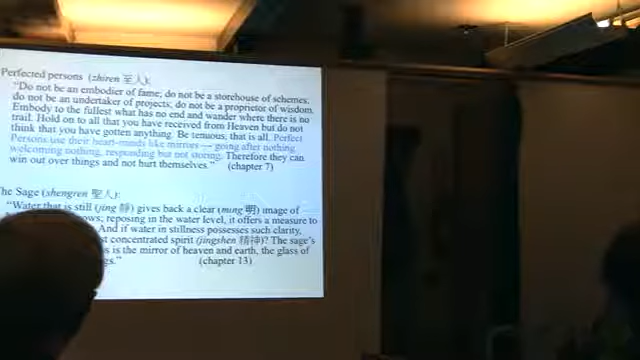 Perfected persons (zhiren 至人):
"Do not be an embodier of fame; do not be a storehouse of schemes;
do not be an undertaker of projects; do not be a proprietor of wisdom.
Embody to the fullest what has no end and wander where there is no
trail. Hold on to all that you have received from Heaven but do not
think that you have gotten anything. Be tenuous, that is all. Perfect
Persons use their heart-minds like mirrors — going after nothing,
welcoming nothing, responding but not storing. Therefore they can
win out over things and not hurt themselves." (chapter 7)
The Sage (shengren 聖人):
"Water that is still (jing 靜) gives back a clear (ming 明) image of
reposing in the water level, it offers a measure to
And if water in stillness possesses such clarity,
concentrated spirit (jingshen 精神)? The sage's
is the mirror of heaven and earth, the glass of
(chapter 13)